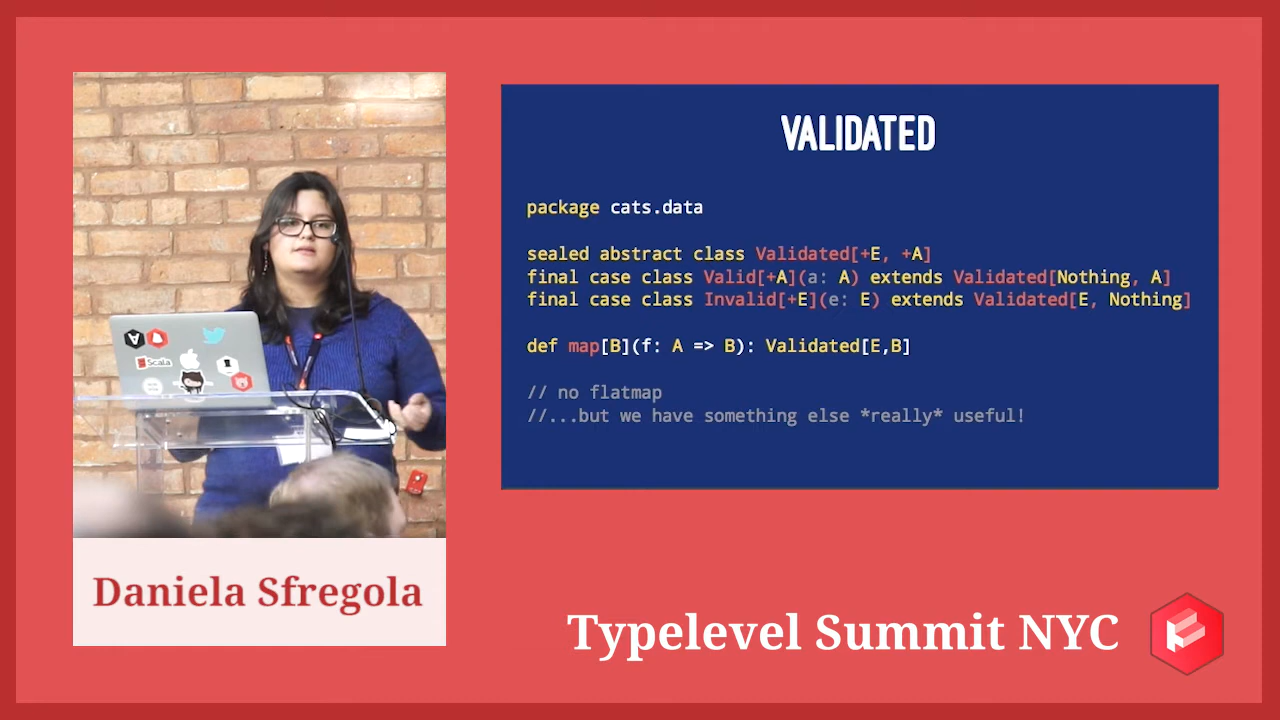 VALIDATED
package cats.data
sealed abstract class Validated[+E, +A]
final case class Valid[+A](a: A) extends Validated[Nothing, A]
final case class Invalid[+E](e: E) extends Validated[E, Nothing]
def map[B](f: A => B): Validated[E,B]
// no flatmap
//...but we have something else *really* useful!
Scala
Daniela Sfregola
Typelevel Summit NYC